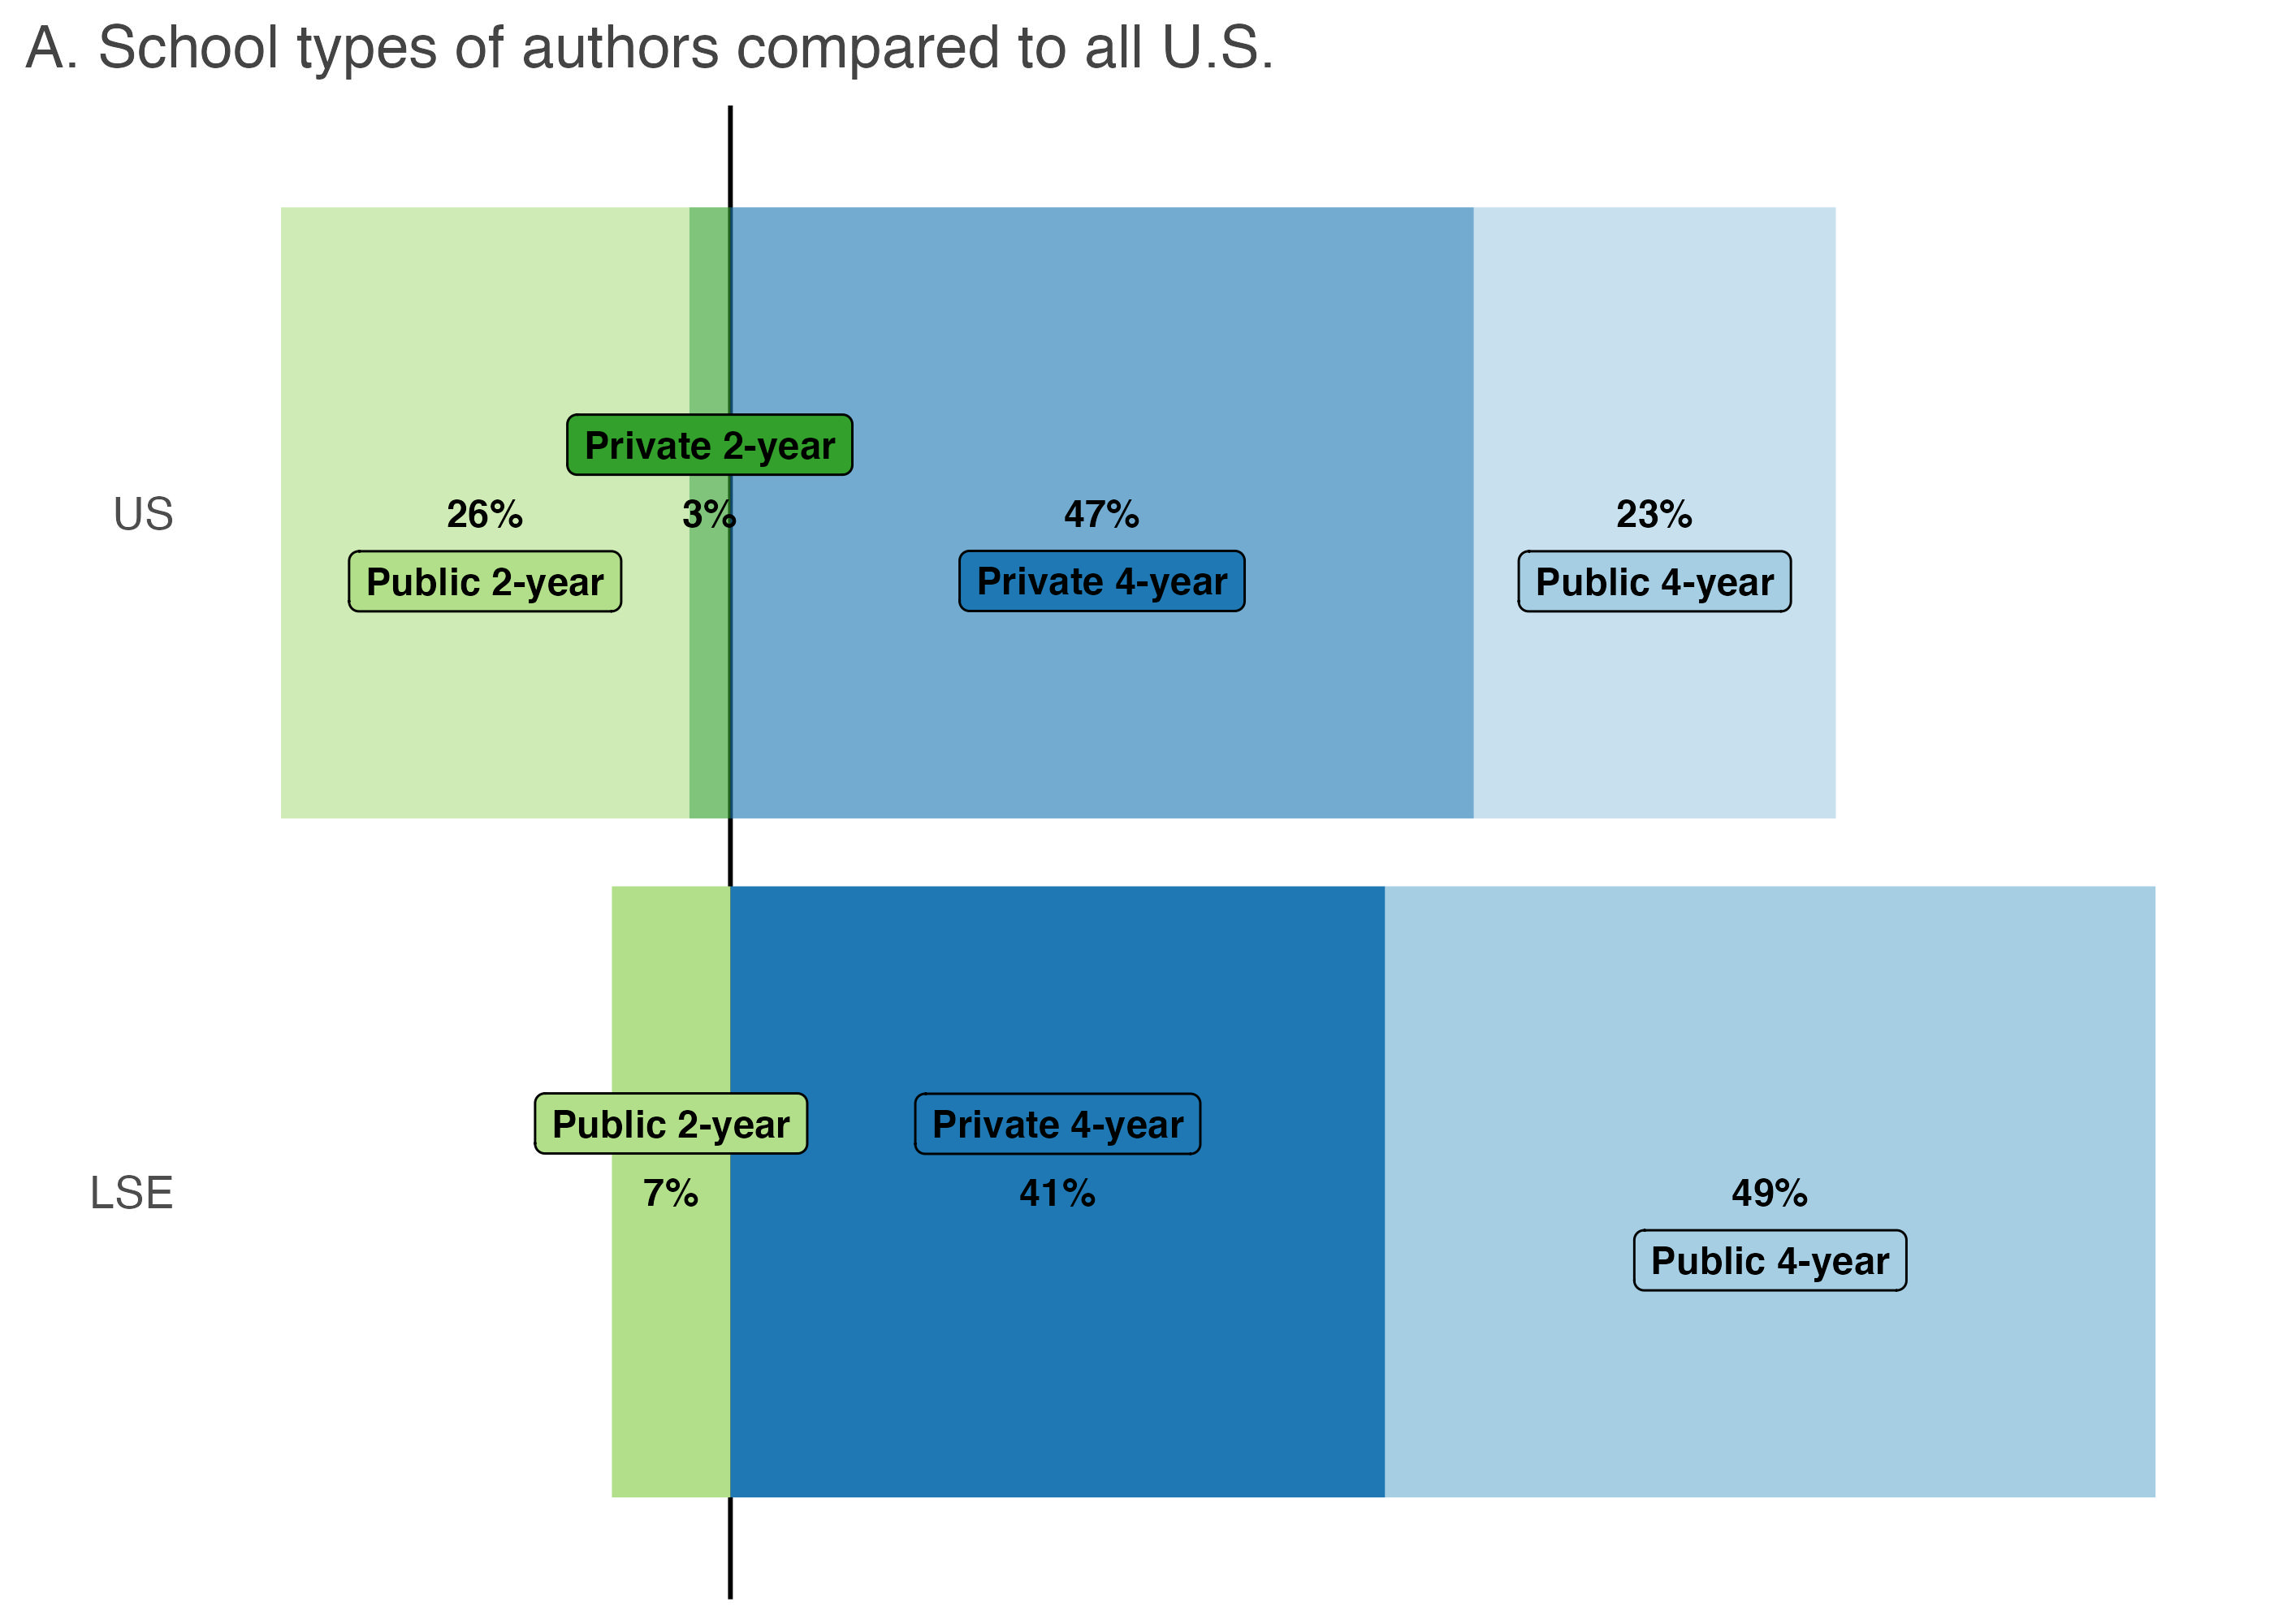 A. School types of authors compared to all U.S.
Private 2-year
US
26%
3%
47%
23%
Public 2-year
Private 4-year
Public 4-year
Public 2-year
Private 4-year
LSE
7%
41%
49%
Public 4-year